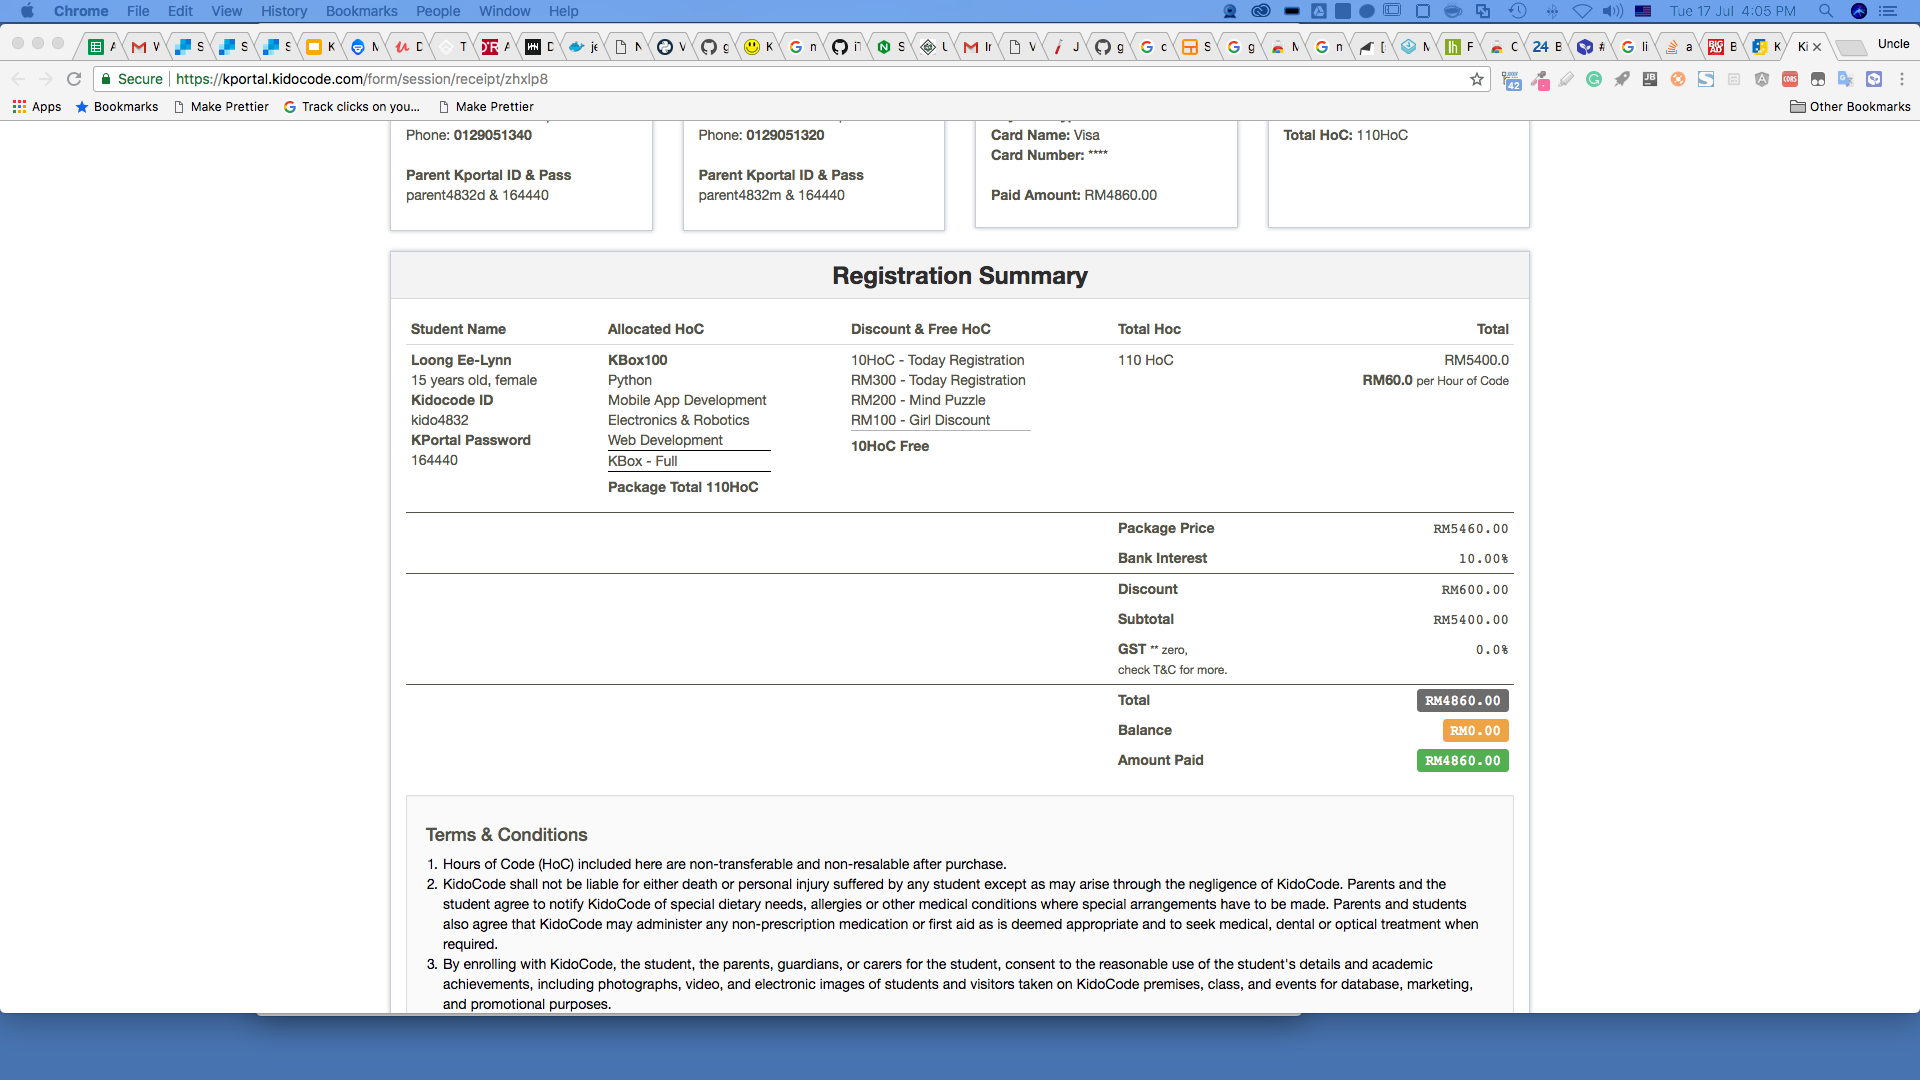 Chrome File Edit View History Bookmarks People Window Help Tue 17 Jul 4:05 PM
Uncle
Secure https://kportal.kidocode.com/form/session/receipt/zhxlp8
Apps Bookmarks Make Prettier Track clicks on you... Make Prettier Other Bookmarks
Phone: 0129051340
Parent Kportal ID & Pass
parent4832d & 164440
Phone: 0129051320
Parent Kportal ID & Pass
parent4832m & 164440
Card Name: Visa
Card Number: ****
Paid Amount: RM4860.00
Total HoC: 110HoC
Registration Summary
Student Name Allocated HoC Discount & Free HoC Total Hoc Total
Loong Ee-Lynn
15 years old, female
Kidocode ID
kido4832
KPortal Password
164440
KBox100
Python
Mobile App Development
Electronics & Robotics
Web Development
KBox - Full
Package Total 110HoC
10HoC - Today Registration
RM300 - Today Registration
RM200 - Mind Puzzle
RM100 - Girl Discount
10HoC Free
110 HoC
RM5400.0
RM60.0 per Hour of Code
Package Price RM5460.00
Bank Interest 10.00%
Discount RM600.00
Subtotal RM5400.00
GST ** zero, 0.0%
check T&C for more.
Total RM4860.00
Balance RM0.00
Amount Paid RM4860.00
Terms & Conditions
1. Hours of Code (HoC) included here are non-transferable and non-resalable after purchase.
2. KidoCode shall not be liable for either death or personal injury suffered by any student except as may arise through the negligence of KidoCode. Parents and the
student agree to notify KidoCode of special dietary needs, allergies or other medical conditions where special arrangements have to be made. Parents and students
also agree that KidoCode may administer any non-prescription medication or first aid as is deemed appropriate and to seek medical, dental or optical treatment when
required.
3. By enrolling with KidoCode, the student, the parents, guardians, or carers for the student, consent to the reasonable use of the student's details and academic
achievements, including photographs, video, and electronic images of students and visitors taken on KidoCode premises, class, and events for database, marketing,
and promotional purposes.